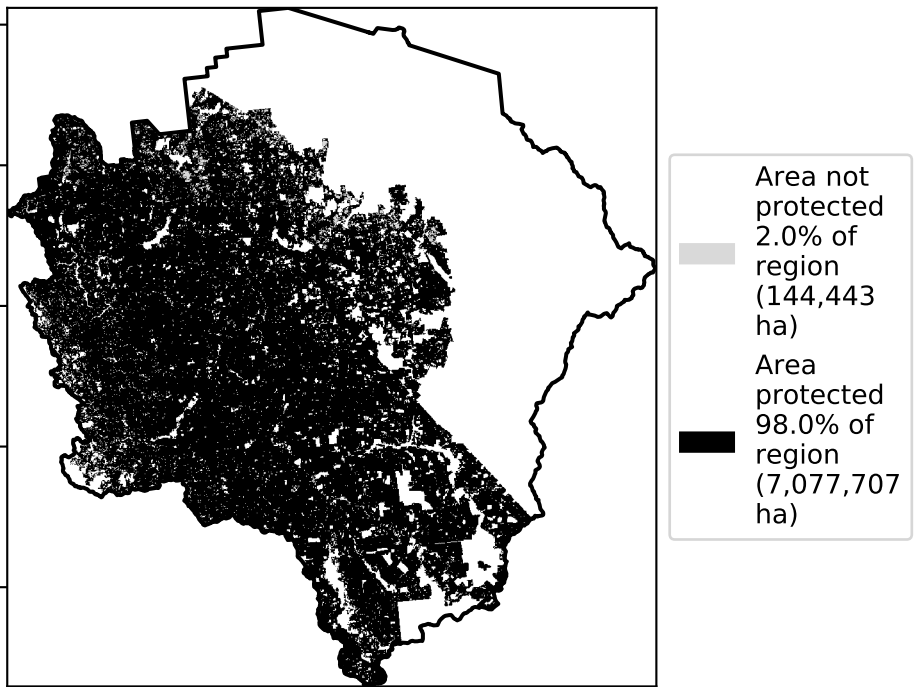 Area not
protected
2.0% of
region
(144,443
ha)
Area
protected
98.0% of
region
(7,077,707
ha)